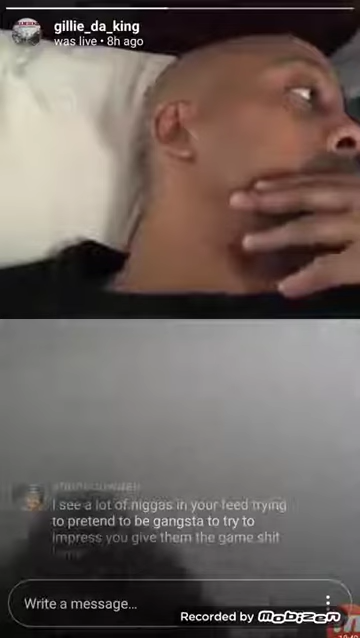 gillie_da_king
was live • 8h ago
I see a lot of niggas in your feed trying
to pretend to be gangsta to try to
impress you give them the game shit
Write a message...
Recorded by Mobizen